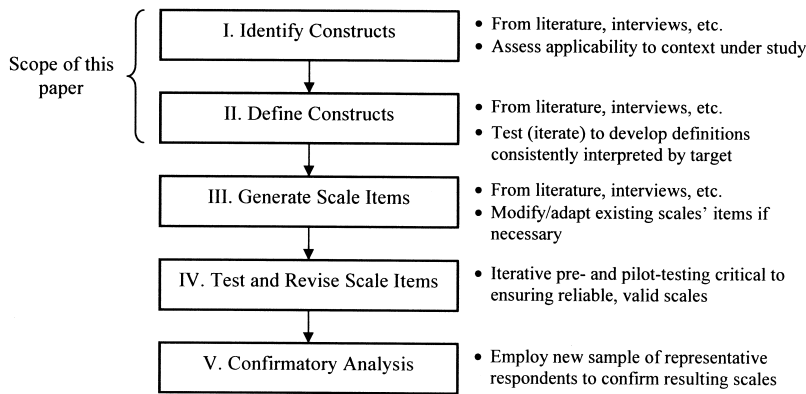 Scope of this
paper
I. Identify Constructs
• From literature, interviews, etc.
• Assess applicability to context under study
II. Define Constructs
• From literature, interviews, etc.
• Test (iterate) to develop definitions
consistently interpreted by target
III. Generate Scale Items
• From literature, interviews, etc.
• Modify/adapt existing scales' items if
necessary
IV. Test and Revise Scale Items
• Iterative pre- and pilot-testing critical to
ensuring reliable, valid scales
V. Confirmatory Analysis
• Employ new sample of representative
respondents to confirm resulting scales